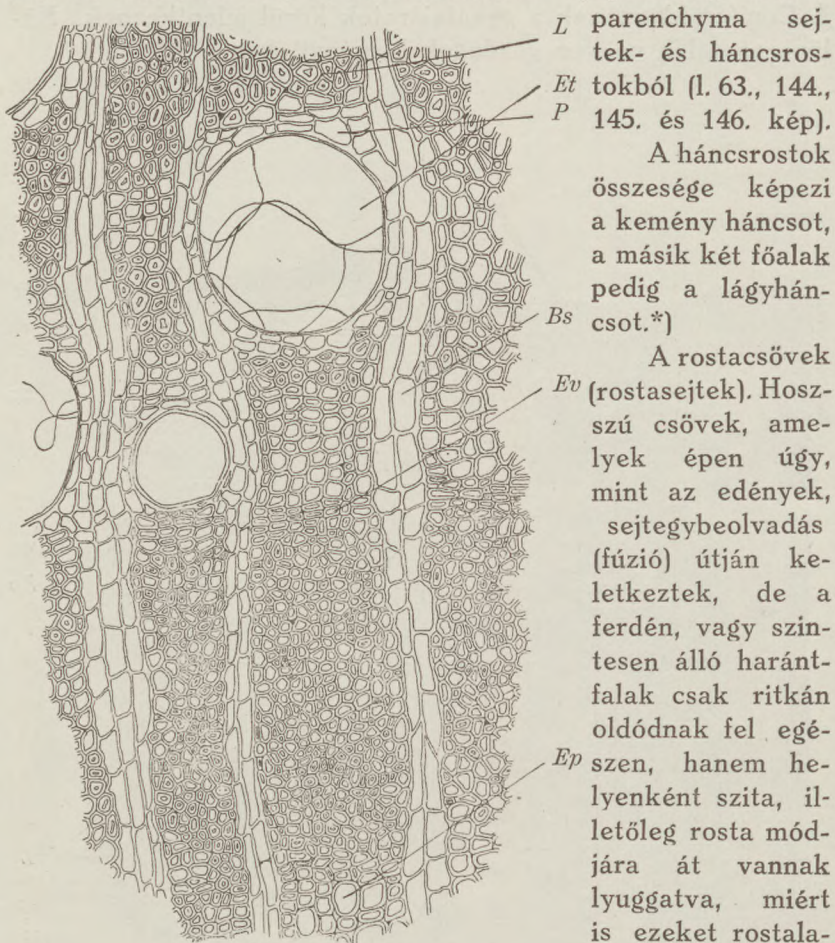 L
Et
P
Bs
Ev
Ep
parenchyma sej-
tek- és háncsros-
tokból (l. 63., 144.,
145. és 146. kép).
A háncsrostok
összesége képezi
a kemény háncsot,
a másik két főalak
pedig a lágyhán-
csot.*)
A rostacsövek
(rostasejtek). Hosz-
szú csövek, ame-
lyek épen úgy,
mint az edények,
sejtegybeolvadás
(fúzió) útján ke-
letkeztek, de a
ferdén, vagy szin-
tesen álló haránt-
falak csak ritkán
oldódnak fel egé-
szen, hanem he-
lyenként szita, il-
letőleg rosta mód-
jára át vannak
lyuggatva, miért
is ezeket rostala-